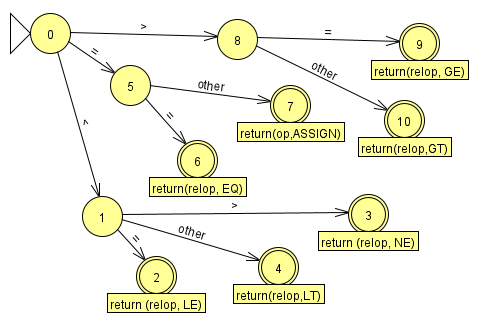 0
>
8
=
9
return(relop, GE)
other
10
return(relop,GT)
=
5
other
7
return(op,ASSIGN)
=
6
return(relop, EQ)
<
1
>
3
return (relop, NE)
other
4
return(relop,LT)
=
2
return (relop, LE)